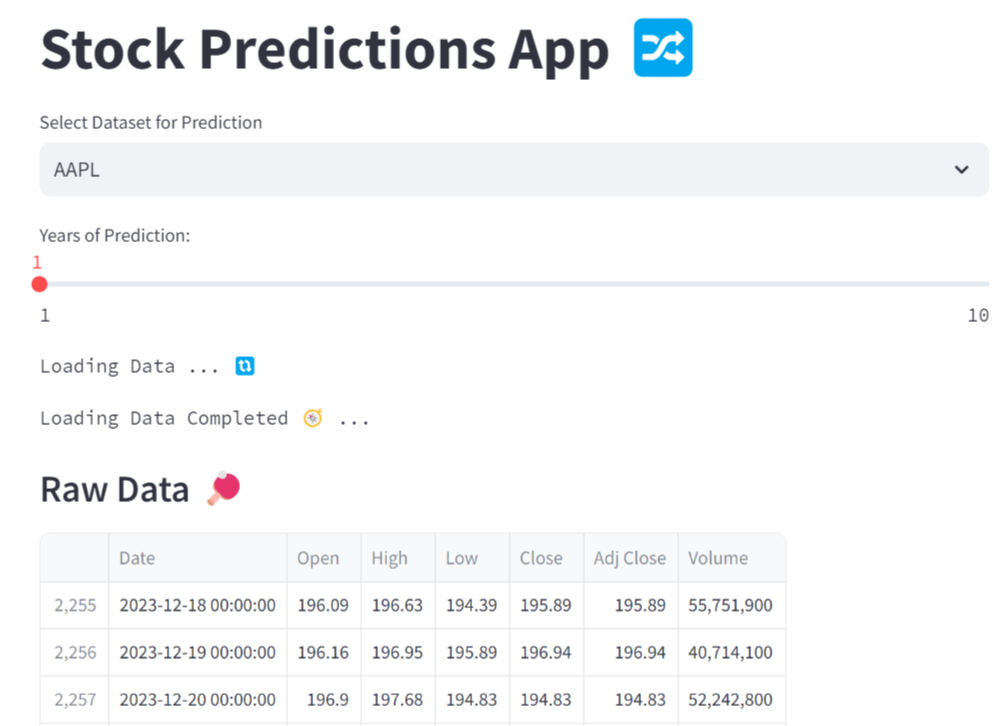 Stock Predictions App
Select Dataset for Prediction
AAPL
Years of Prediction:
1
1 10
Loading Data ...
Loading Data Completed ...
Raw Data
Date Open High Low Close Adj Close Volume
2,255 2023-12-18 00:00:00 196.09 196.63 194.39 195.89 195.89 55,751,900
2,256 2023-12-19 00:00:00 196.16 196.95 195.89 196.94 196.94 40,714,100
2,257 2023-12-20 00:00:00 196.9 197.68 194.83 194.83 194.83 52,242,800